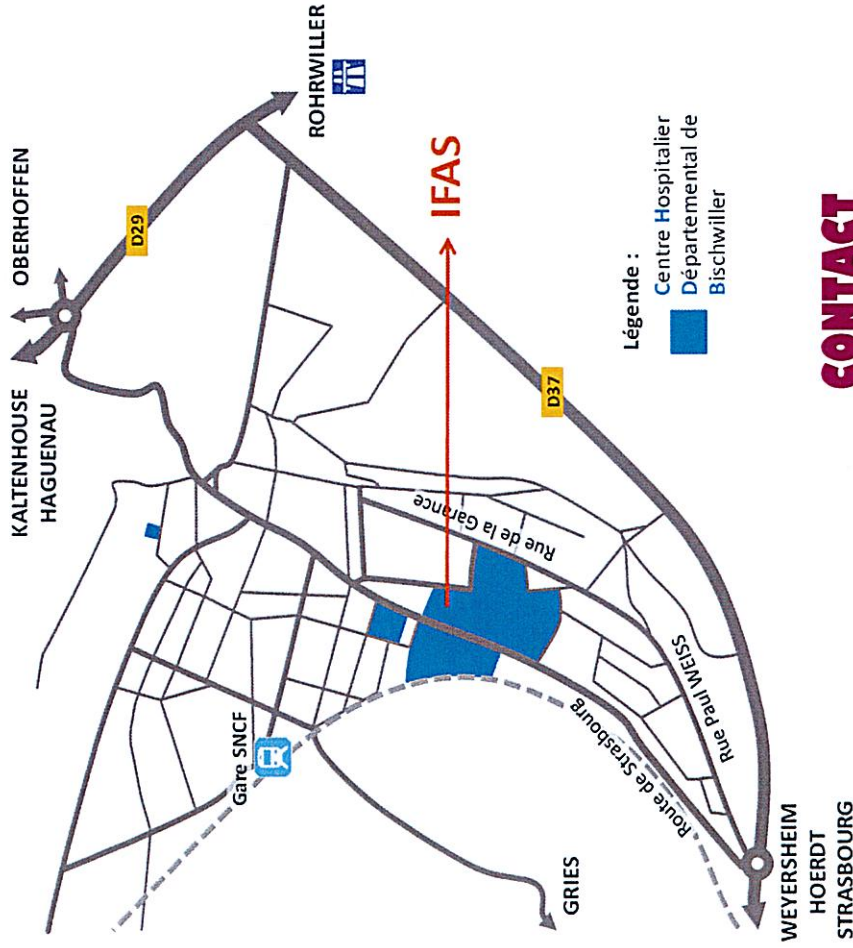 KALTENHOUSE
HAGUENAU
OBERHOFFEN
D29
ROHRWILLER
IFAS
Légende :
Centre Hospitalier
Départemental de
Bischwiller
D37
Rue de la Garance
Gare SNCF
Rue Paul WEISS
Route de Strasbourg
GRIES
WEYERSHEIM
HOERDT
STRASBOURG
CONTACT